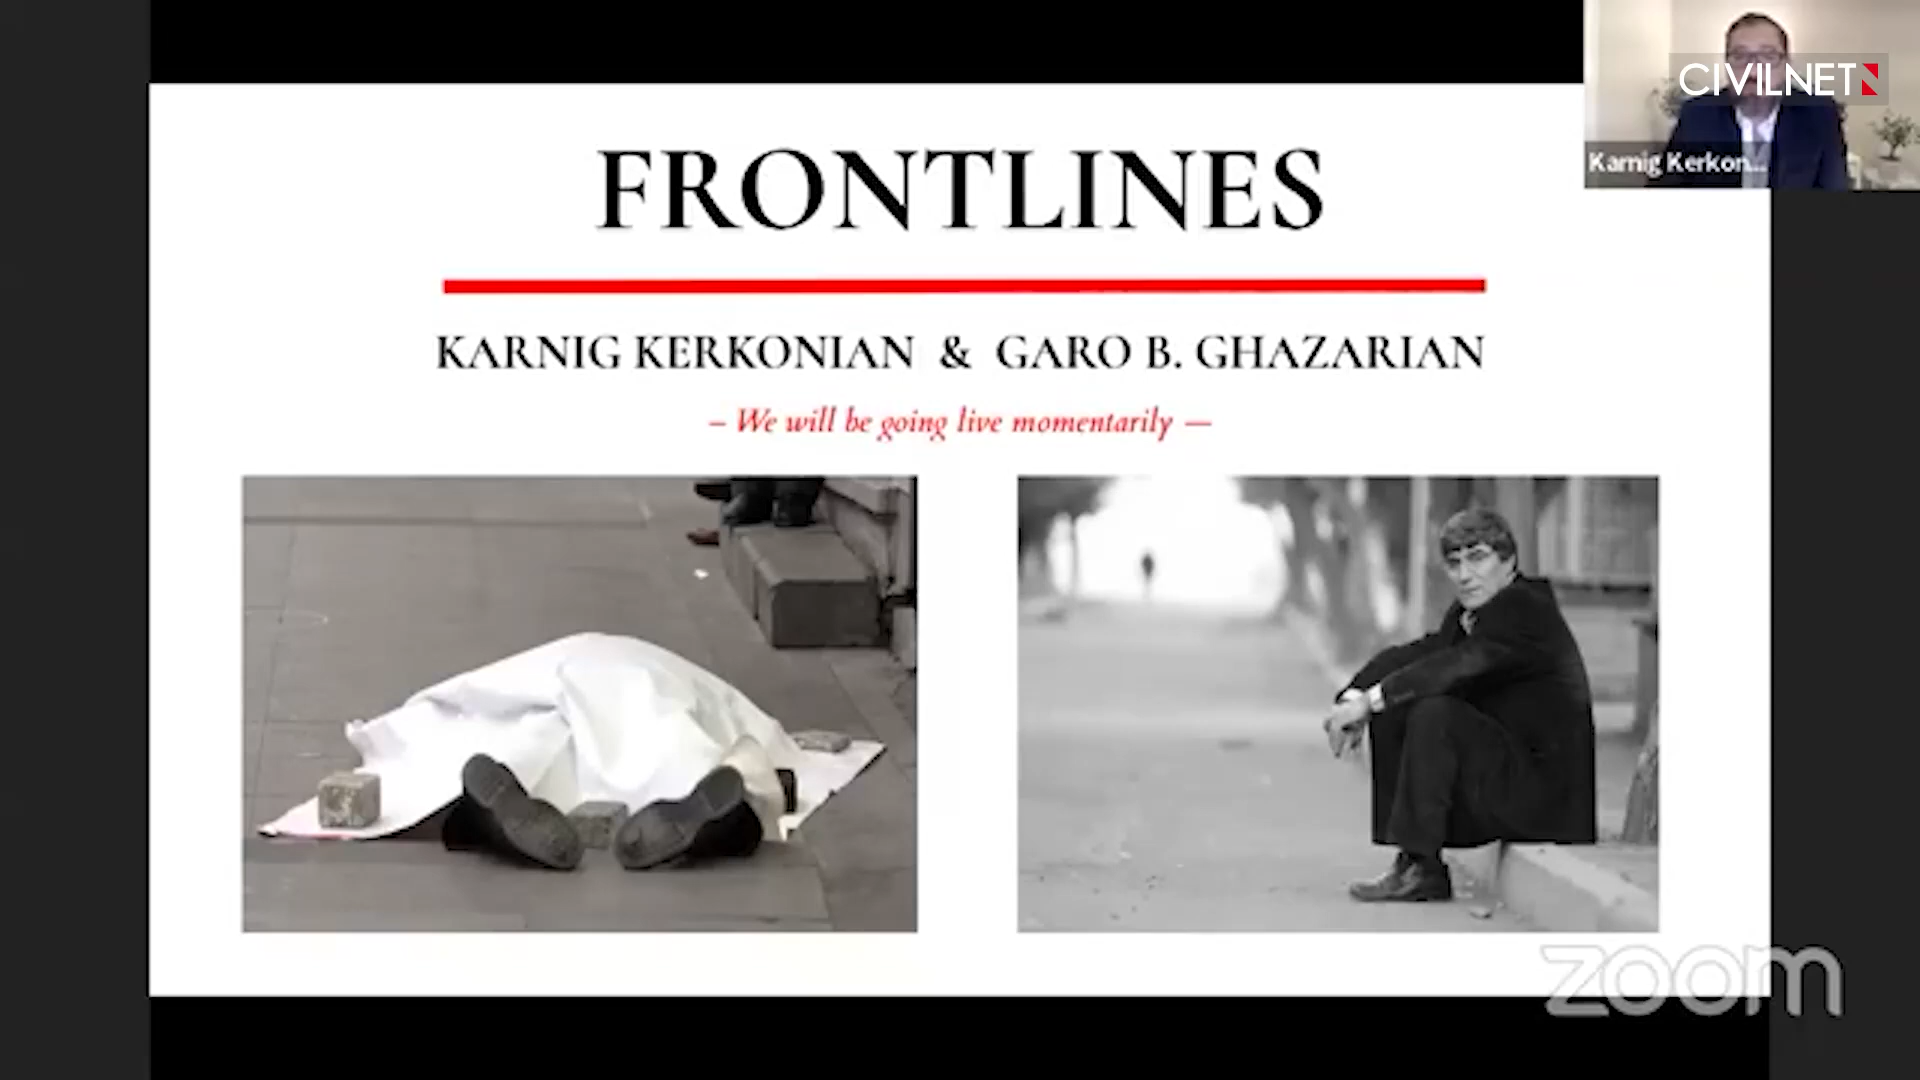 CIVILNET
Karnig Kerkon...
FRONTLINES
KARNIG KERKONIAN & GARO B. GHAZARIAN
– We will be going live momentarily —
zoom